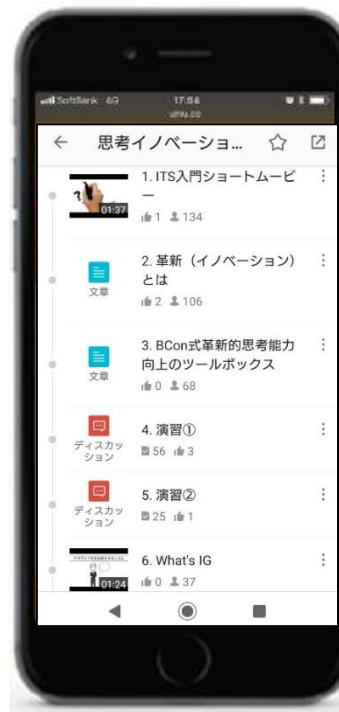 SoftBank 4G 17:54
umu.co
思考イノベーショ...
1. ITS入門ショートムービ
ー
01:37
1 134
文章
2. 革新（イノベーション）
とは
2 106
文章
3. BCon式革新的思考能力
向上のツールボックス
0 68
ディスカッ
ション
4. 演習①
56 3
ディスカッ
ション
5. 演習②
25 1
6. What's IG
01:24
0 37